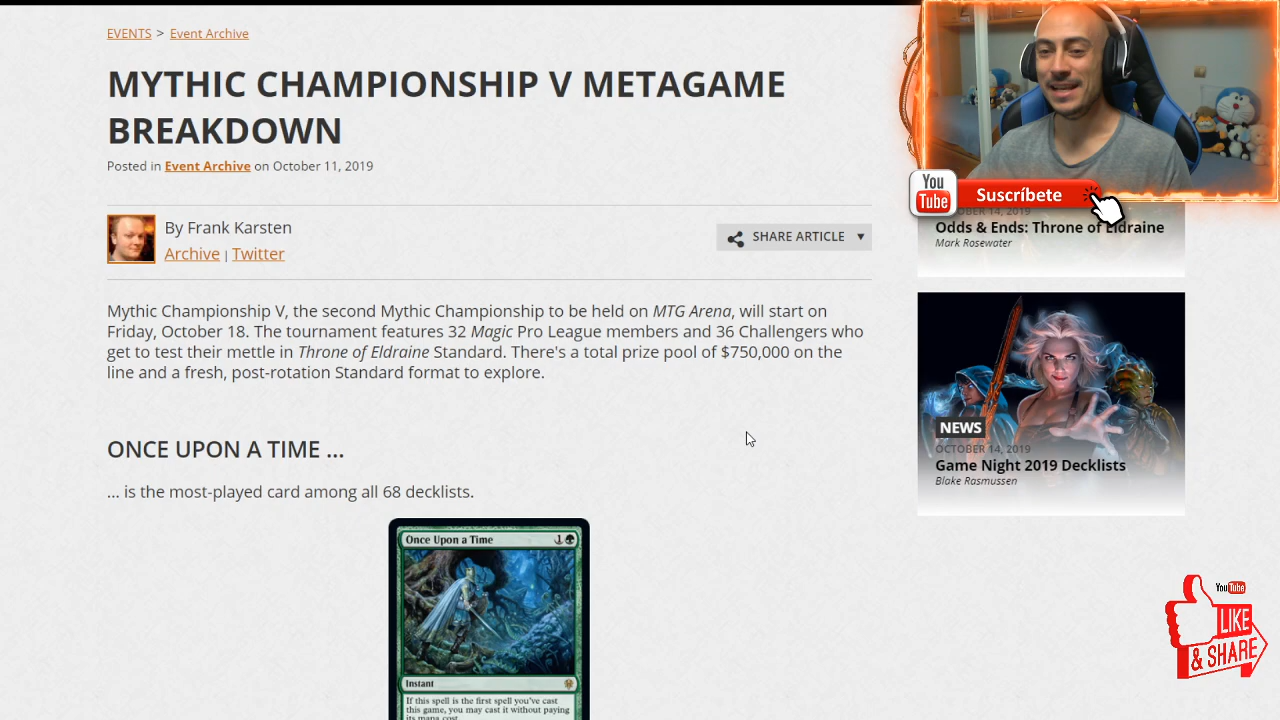 EVENTS > Event Archive
MYTHIC CHAMPIONSHIP V METAGAME
BREAKDOWN
Posted in Event Archive on October 11, 2019
By Frank Karsten
Archive | Twitter
SHARE ARTICLE
Mythic Championship V, the second Mythic Championship to be held on MTG Arena, will start on
Friday, October 18. The tournament features 32 Magic Pro League members and 36 Challengers who
get to test their mettle in Throne of Eldraine Standard. There's a total prize pool of $750,000 on the
line and a fresh, post-rotation Standard format to explore.
ONCE UPON A TIME ...
... is the most-played card among all 68 decklists.
Once Upon a Time 1
Instant
If this spell is the first spell you've cast
this game, you may cast it without paying
its mana cost.
You
Tube
Suscríbete
OCTOBER 14, 2019
Odds & Ends: Throne of Eldraine
Mark Rosewater
NEWS
OCTOBER 14, 2019
Game Night 2019 Decklists
Blake Rasmussen
YouTube
LIKE
& SHARE